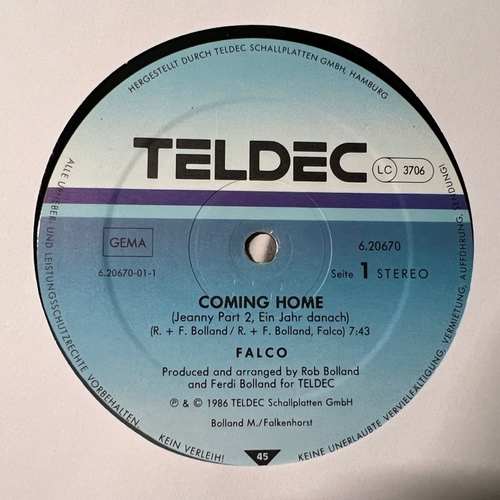 HERGESTELLT DURCH TELDEC SCHALLPLATTEN GMBH, HAMBURG
TELDEC
LC 3706
GEMA
6.20670-01-1
6.20670
Seite 1 STEREO
COMING HOME
(Jeanny Part 2, Ein Jahr danach)
(R. + F. Bolland/R. + F. Bolland, Falco) 7:43
FALCO
Produced and arranged by Rob Bolland
and Ferdi Bolland for TELDEC
℗ & © 1986 TELDEC Schallplatten GmbH
Bolland M./Falkenhorst
45
UND LEISTUNGSSCHUTZRECHTE VORBEHALTEN
KEIN VERLEIH! KEINE UNERLAUBTE VERVIELFÄLTIGUNG, VERMIETUNG, AUFFÜHRUNG,